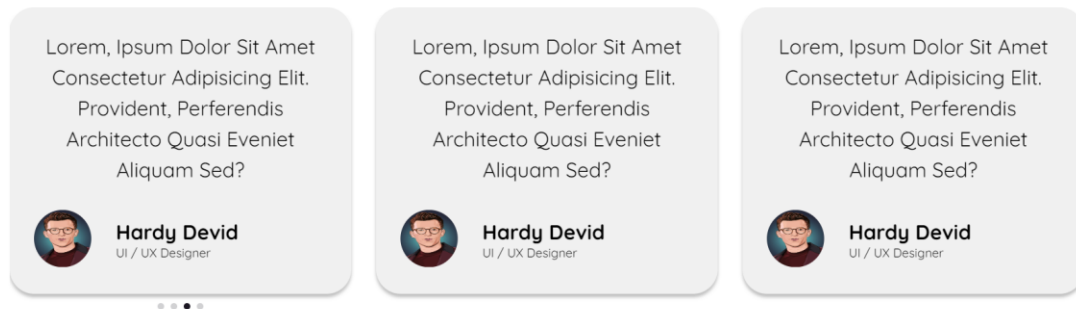 Lorem, Ipsum Dolor Sit Amet
Consectetur Adipisicing Elit.
Provident, Perferendis
Architecto Quasi Eveniet
Aliquam Sed?
Hardy Devid
UI / UX Designer
Lorem, Ipsum Dolor Sit Amet
Consectetur Adipisicing Elit.
Provident, Perferendis
Architecto Quasi Eveniet
Aliquam Sed?
Hardy Devid
UI / UX Designer
Lorem, Ipsum Dolor Sit Amet
Consectetur Adipisicing Elit.
Provident, Perferendis
Architecto Quasi Eveniet
Aliquam Sed?
Hardy Devid
UI / UX Designer